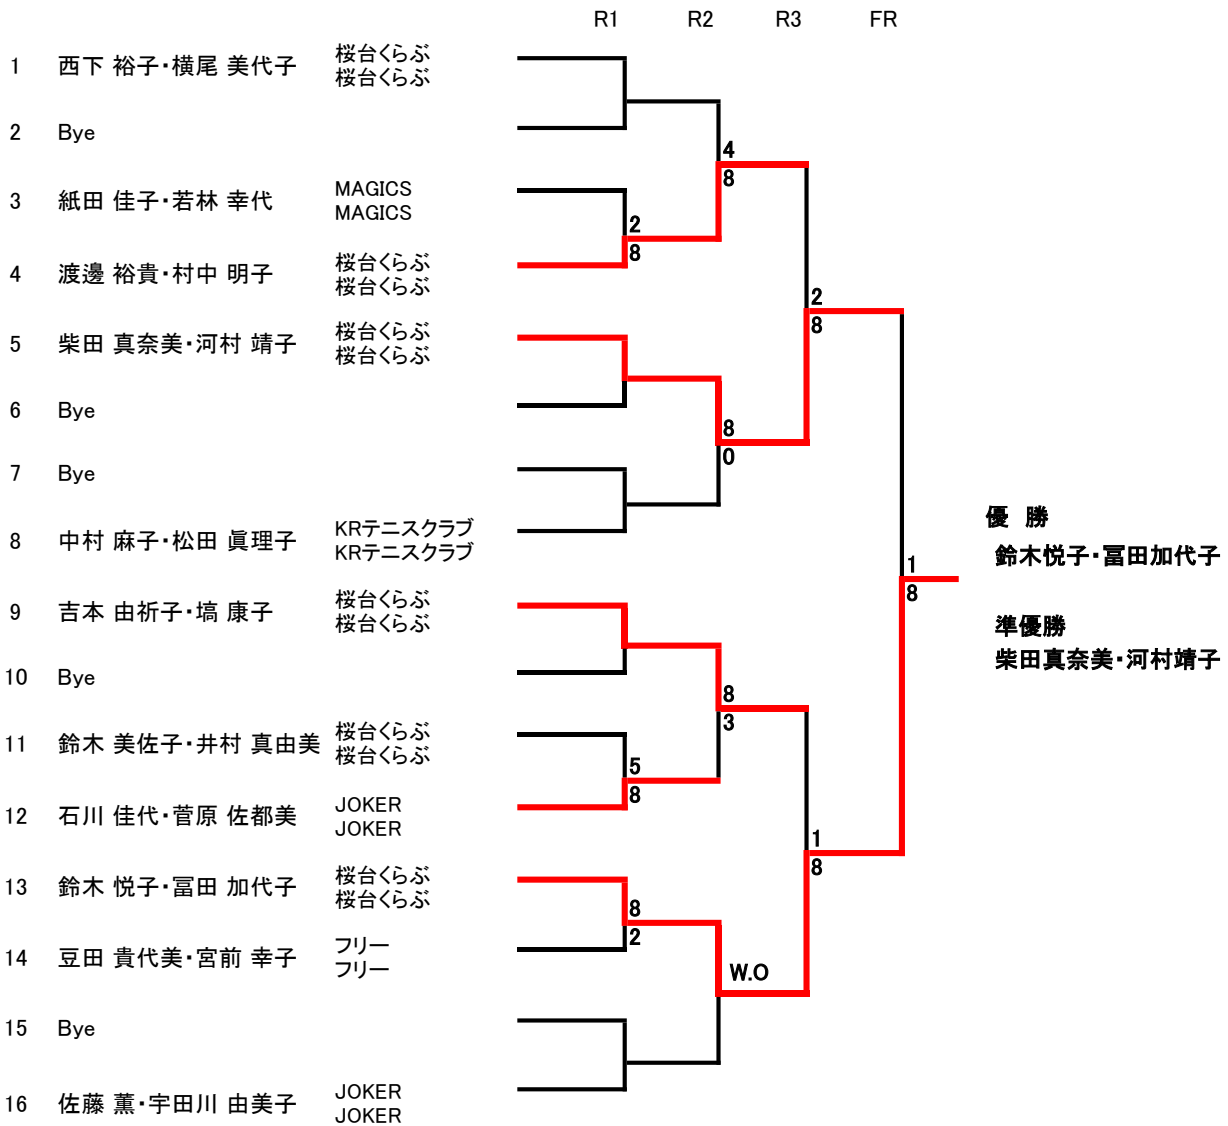 R1 R2 R3 FR
1 西下 裕子・横尾 美代子 桜台くらぶ
桜台くらぶ
2 Bye
4
8
3 紙田 佳子・若林 幸代 MAGICS
MAGICS
2
8
4 渡邊 裕貴・村中 明子 桜台くらぶ
桜台くらぶ
2
8
5 柴田 真奈美・河村 靖子 桜台くらぶ
桜台くらぶ
6 Bye
8
0
7 Bye
8 中村 麻子・松田 眞理子 KRテニスクラブ
KRテニスクラブ
優 勝
鈴木悦子・冨田加代子
1
8
9 吉本 由祈子・塙 康子 桜台くらぶ
桜台くらぶ
準優勝
柴田真奈美・河村靖子
10 Bye
8
3
11 鈴木 美佐子・井村 真由美 桜台くらぶ
桜台くらぶ
5
8
12 石川 佳代・菅原 佐都美 JOKER
JOKER
1
8
13 鈴木 悦子・冨田 加代子 桜台くらぶ
桜台くらぶ
8
2
14 豆田 貴代美・宮前 幸子 フリー
フリー
W.O
15 Bye
16 佐藤 薫・宇田川 由美子 JOKER
JOKER